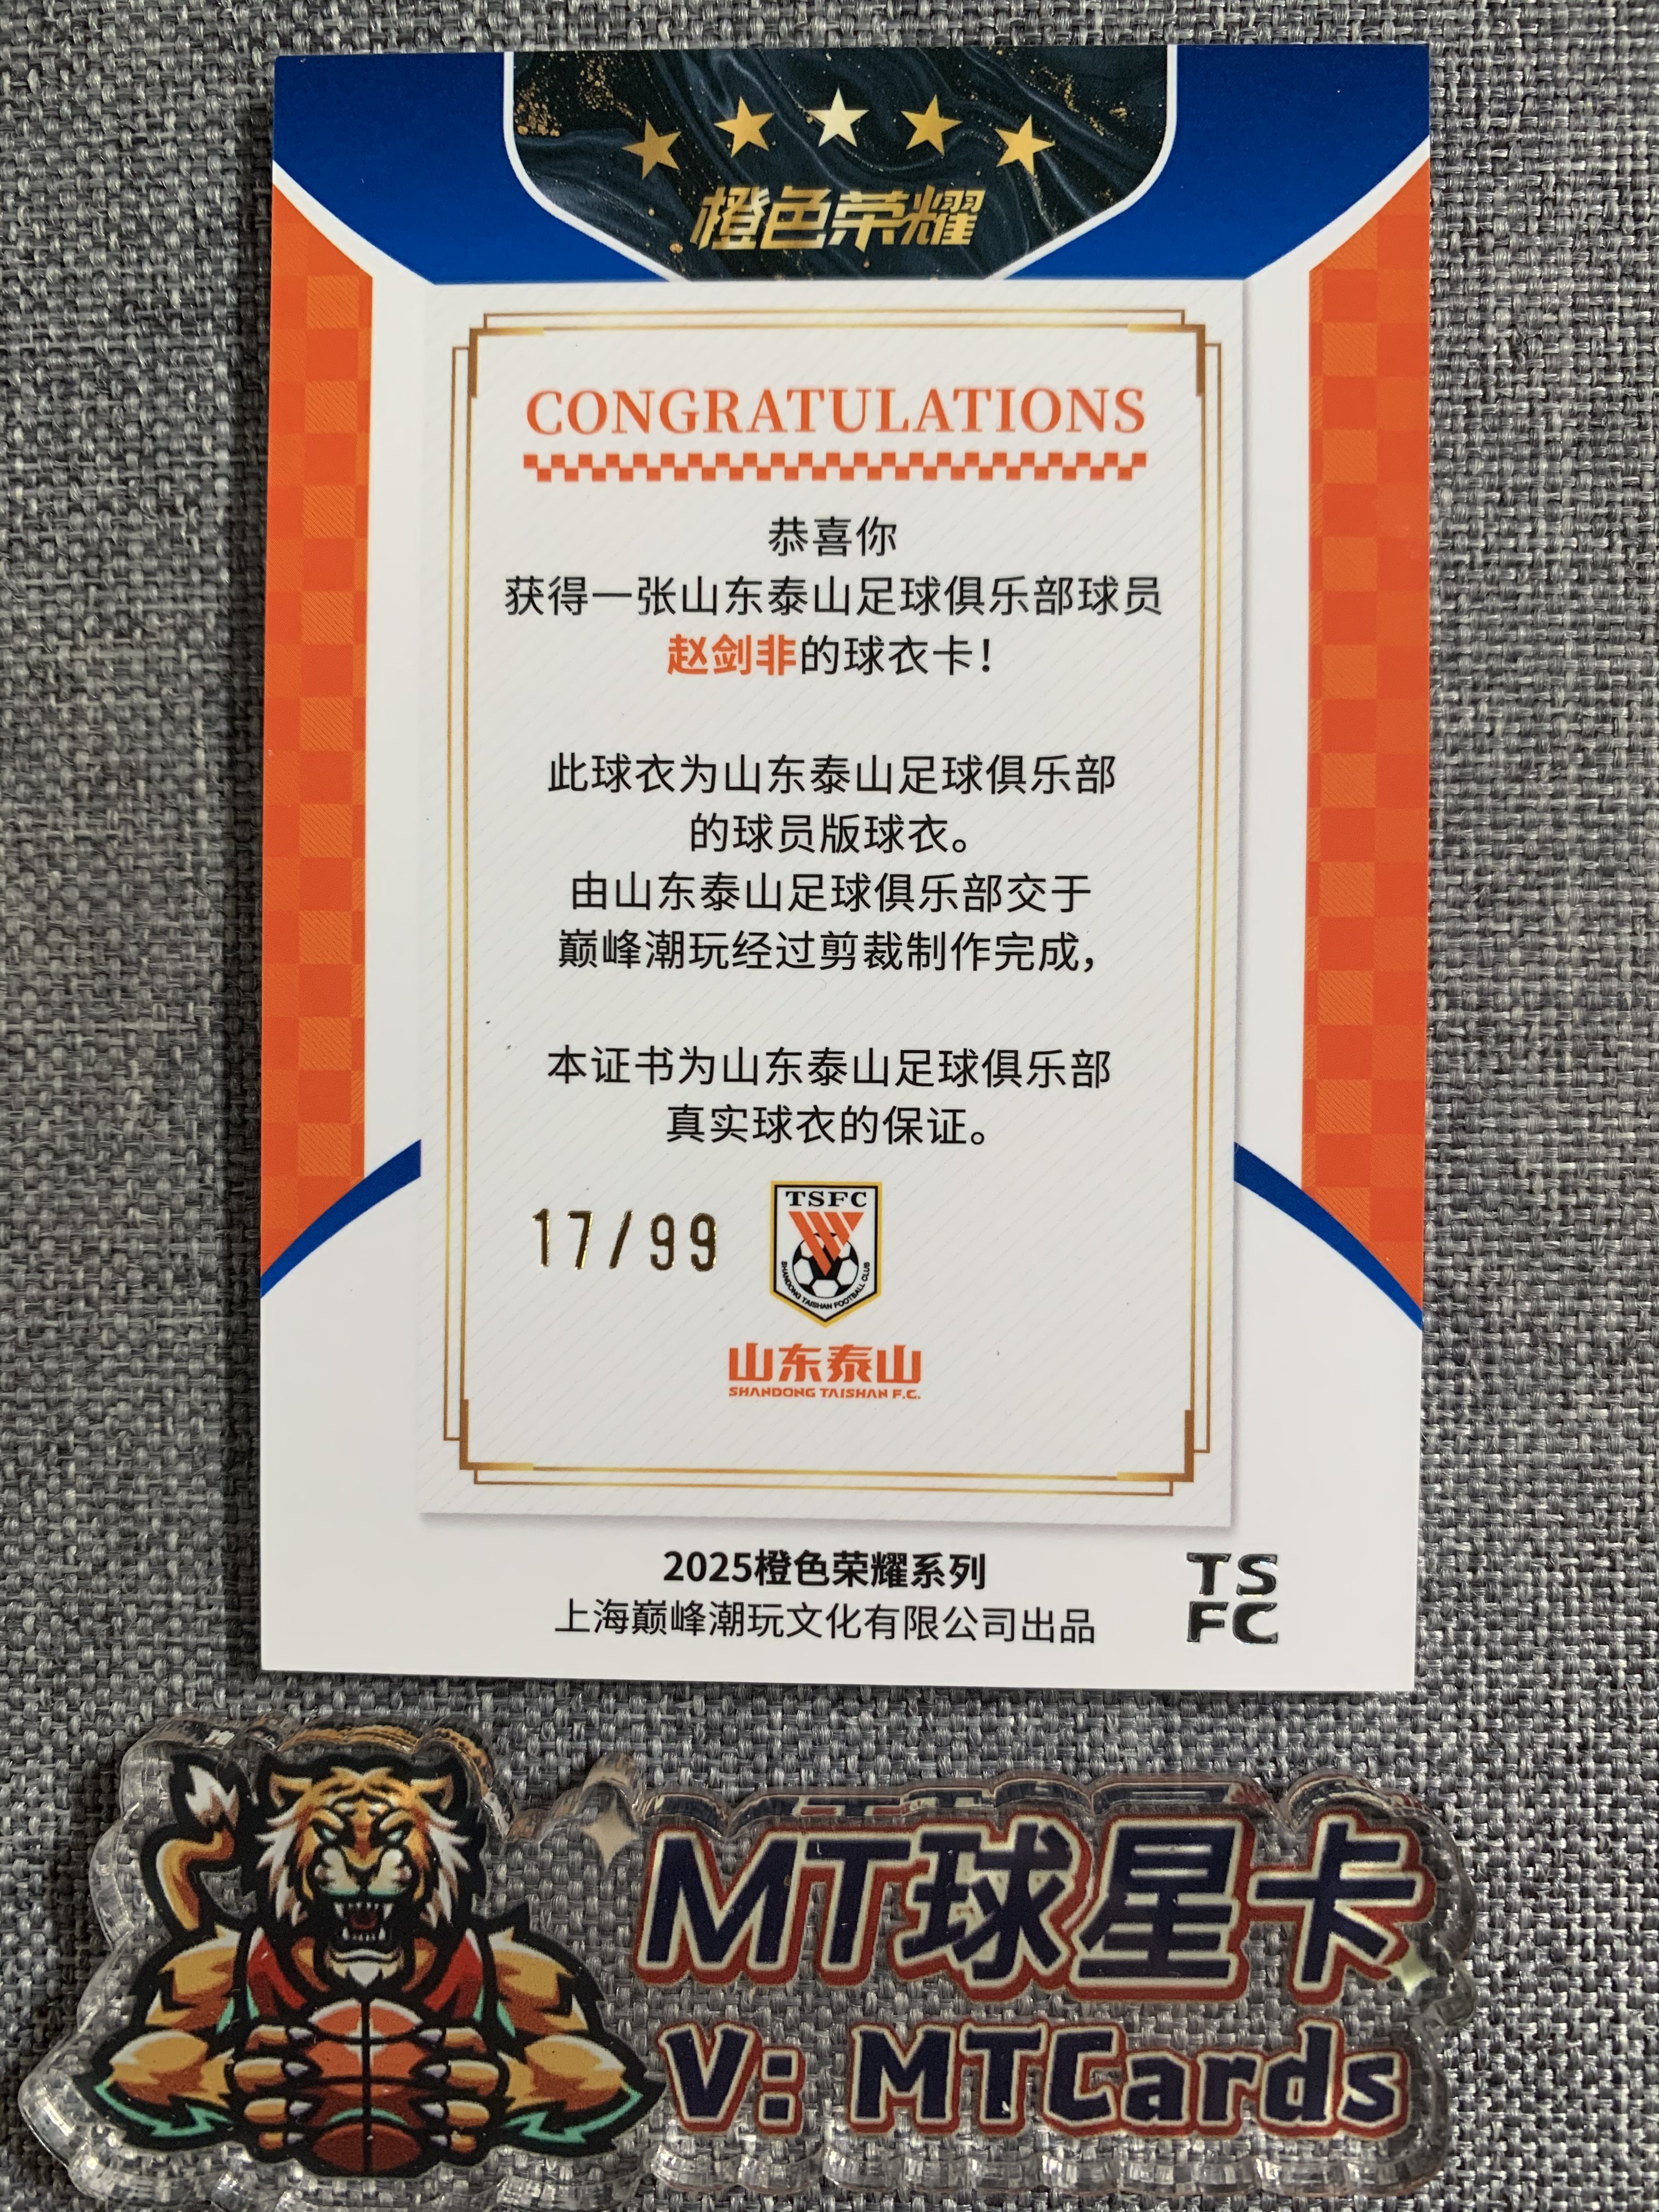 橙色荣耀
CONGRATULATIONS
恭喜你
获得一张山东泰山足球俱乐部球员
赵剑非的球衣卡！
此球衣为山东泰山足球俱乐部
的球员版球衣。
由山东泰山足球俱乐部交于
巅峰潮玩经过剪裁制作完成，
本证书为山东泰山足球俱乐部
真实球衣的保证。
17/99
TSFC
SHANDONG TAISHAN FOOTBALL CLUB
山东泰山
SHANDONG TAISHAN F.C.
2025橙色荣耀系列
上海巅峰潮玩文化有限公司出品
TS
FC
MT球星卡
V: MTCards